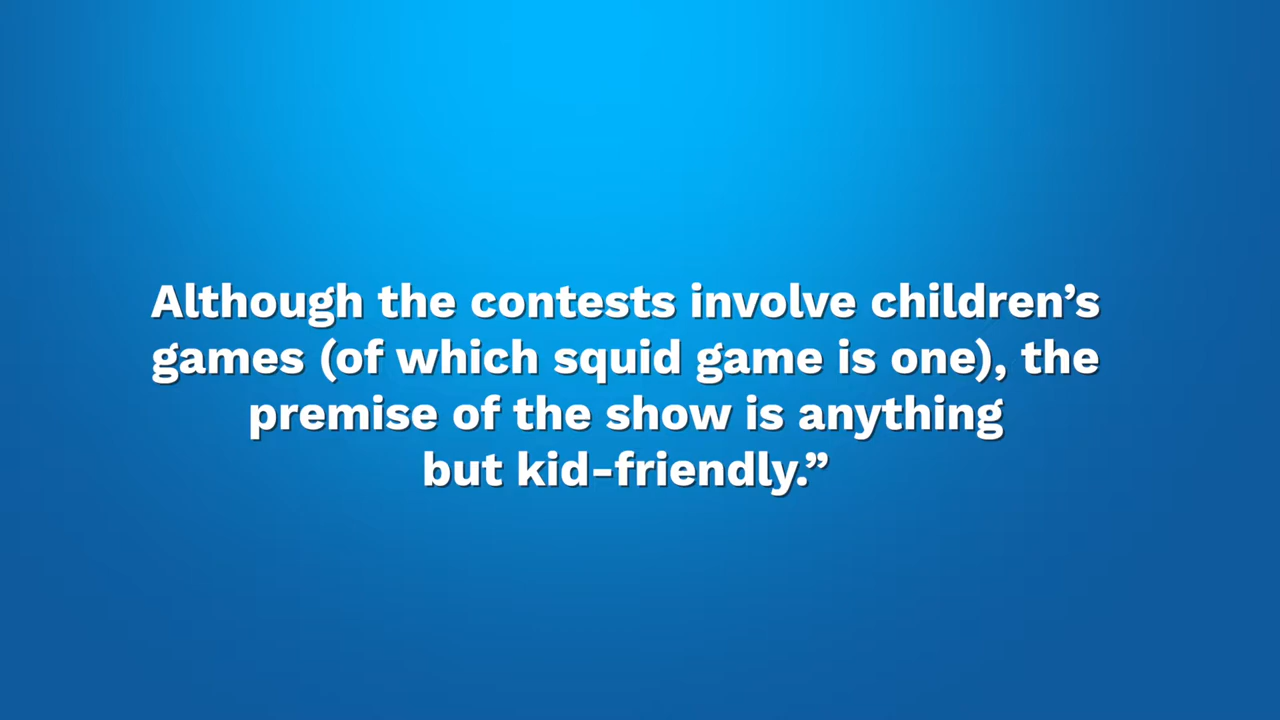 Although the contests involve children’s
games (of which squid game is one), the
premise of the show is anything
but kid-friendly.”